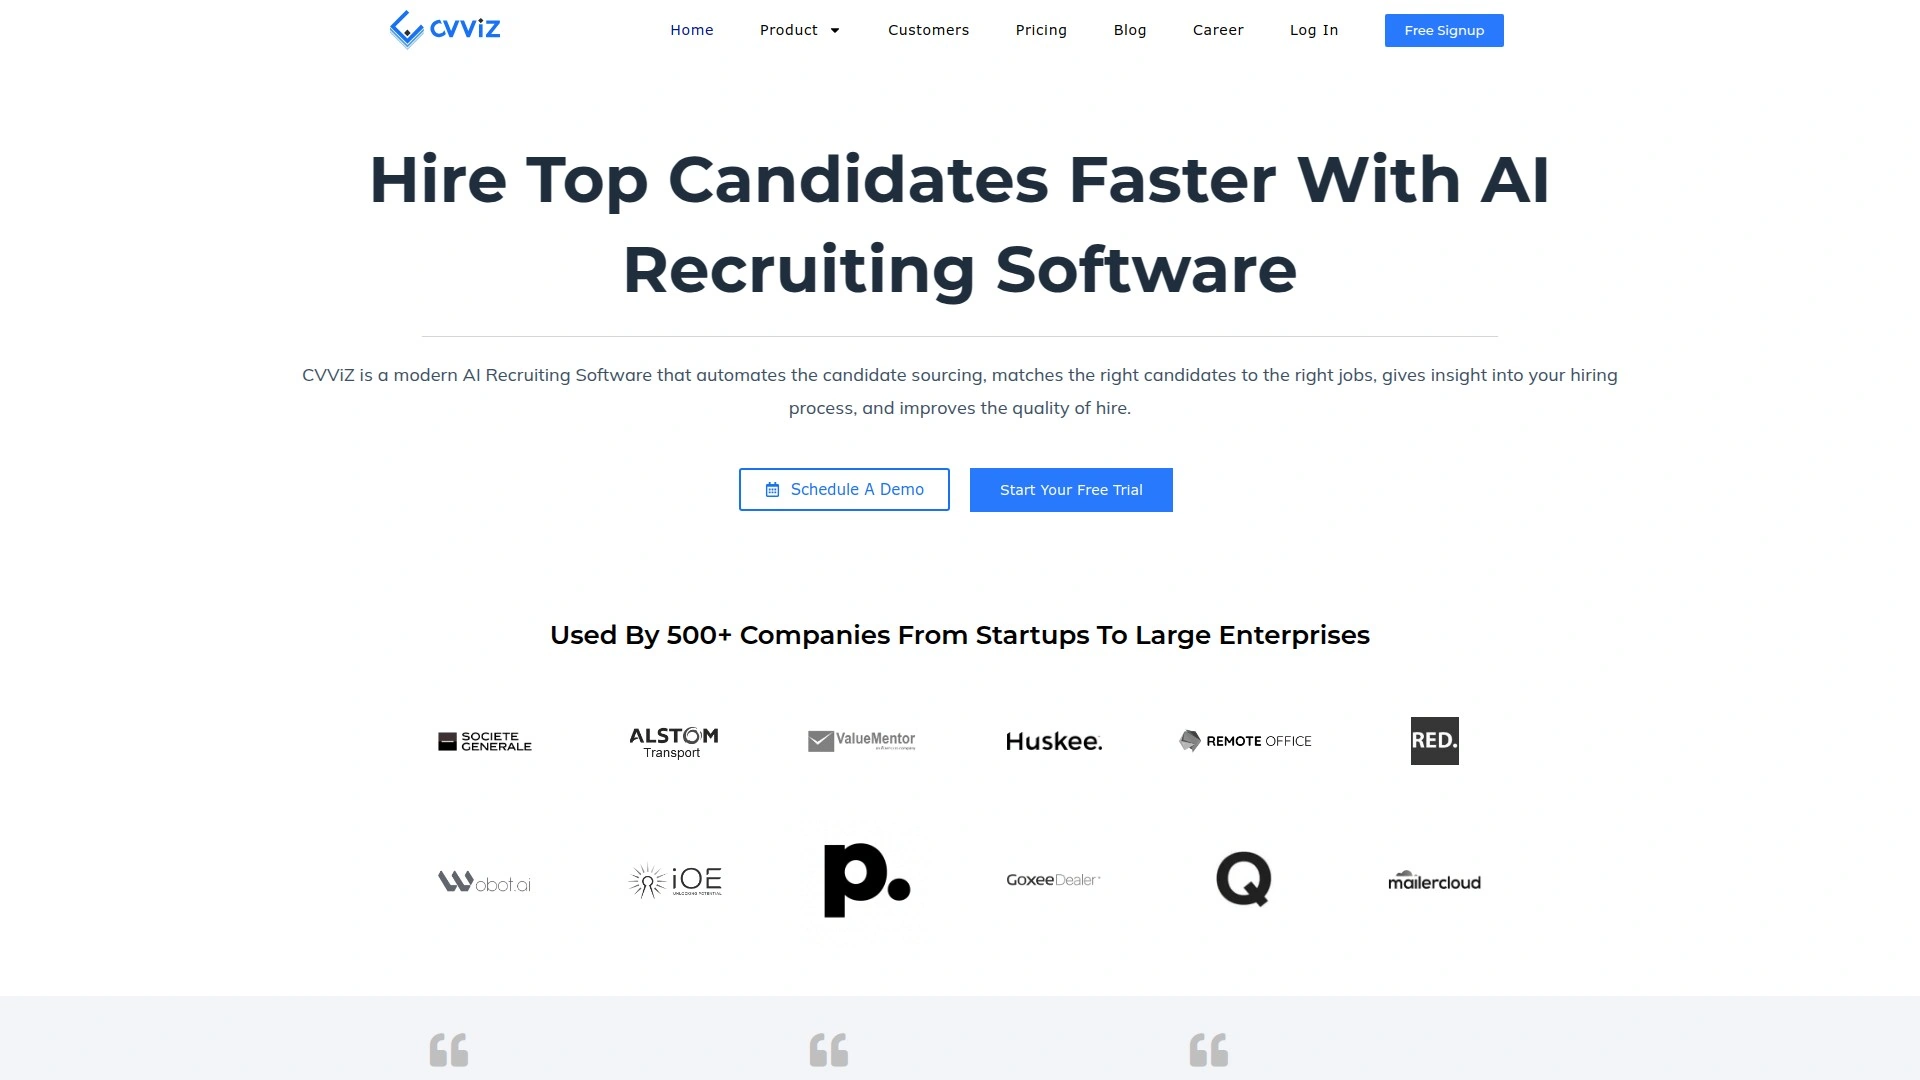 CVViZ
Home
Product
Customers
Pricing
Blog
Career
Log In
Free Signup
Hire Top Candidates Faster With AI
Recruiting Software
CVViZ is a modern AI Recruiting Software that automates the candidate sourcing, matches the right candidates to the right jobs, gives insight into your hiring
process, and improves the quality of hire.
Schedule A Demo
Start Your Free Trial
Used By 500+ Companies From Startups To Large Enterprises
SOCIETE
GENERALE
ALSTOM
Transport
ValueMentor
Huskee.
REMOTE OFFICE
RED.
Wobot.ai
iOE
UNLOCKING POTENTIAL
p.
GoxeeDealer
Q
mailercloud